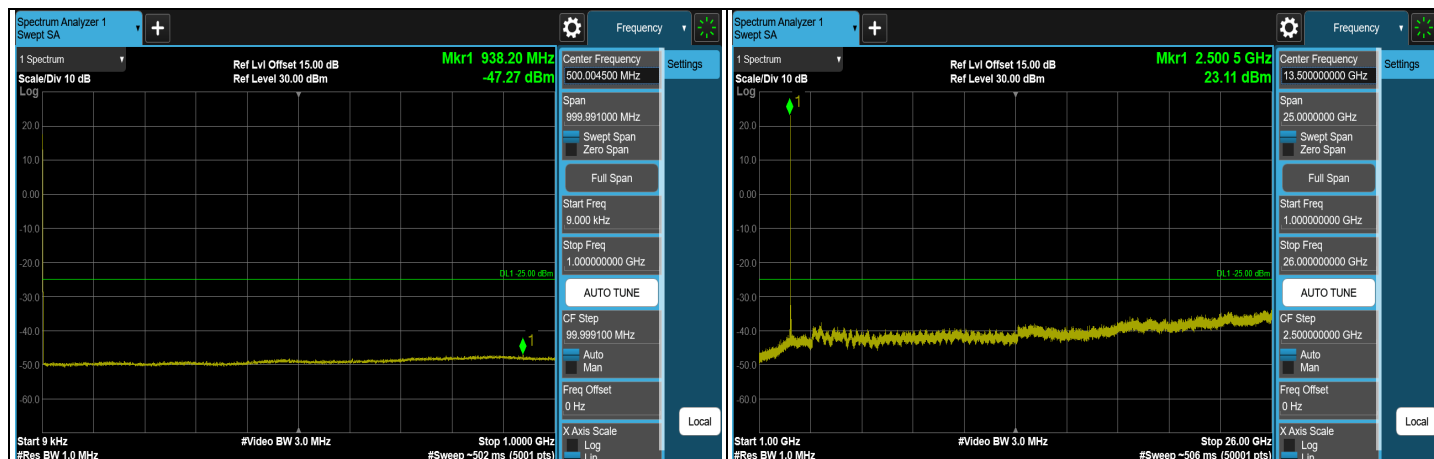 Spectrum Analyzer 1
Swept SA
+
Frequency
1 Spectrum
Scale/Div 10 dB
Log
Ref Lvl Offset 15.00 dB
Ref Level 30.00 dBm
Mkr1 938.20 MHz
-47.27 dBm
1
20.0
10.0
0.00
-10.0
-20.0
-30.0
-40.0
-50.0
-60.0
DL1 -25.00 dBm
Start 9 kHz
#Res BW 1.0 MHz
#Video BW 3.0 MHz
Stop 1.0000 GHz
#Sweep ~502 ms (5001 pts)
Center Frequency
500.004500 MHz
Settings
Span
999.991000 MHz
Swept Span
Zero Span
Full Span
Start Freq
9.000 kHz
Stop Freq
1.000000000 GHz
AUTO TUNE
CF Step
99.999100 MHz
Auto
Man
Freq Offset
0 Hz
X Axis Scale
Log
Lin
Local
Spectrum Analyzer 1
Swept SA
+
Frequency
1 Spectrum
Scale/Div 10 dB
Log
Ref Lvl Offset 15.00 dB
Ref Level 30.00 dBm
Mkr1 2.500 5 GHz
23.11 dBm
1
20.0
10.0
0.00
-10.0
-20.0
-30.0
-40.0
-50.0
-60.0
DL1 -25.00 dBm
Start 1.00 GHz
#Res BW 1.0 MHz
#Video BW 3.0 MHz
Stop 26.00 GHz
#Sweep ~506 ms (50001 pts)
Center Frequency
13.500000000 GHz
Settings
Span
25.0000000 GHz
Swept Span
Zero Span
Full Span
Start Freq
1.000000000 GHz
Stop Freq
26.000000000 GHz
AUTO TUNE
CF Step
2.500000000 GHz
Auto
Man
Freq Offset
0 Hz
X Axis Scale
Log
Lin
Local